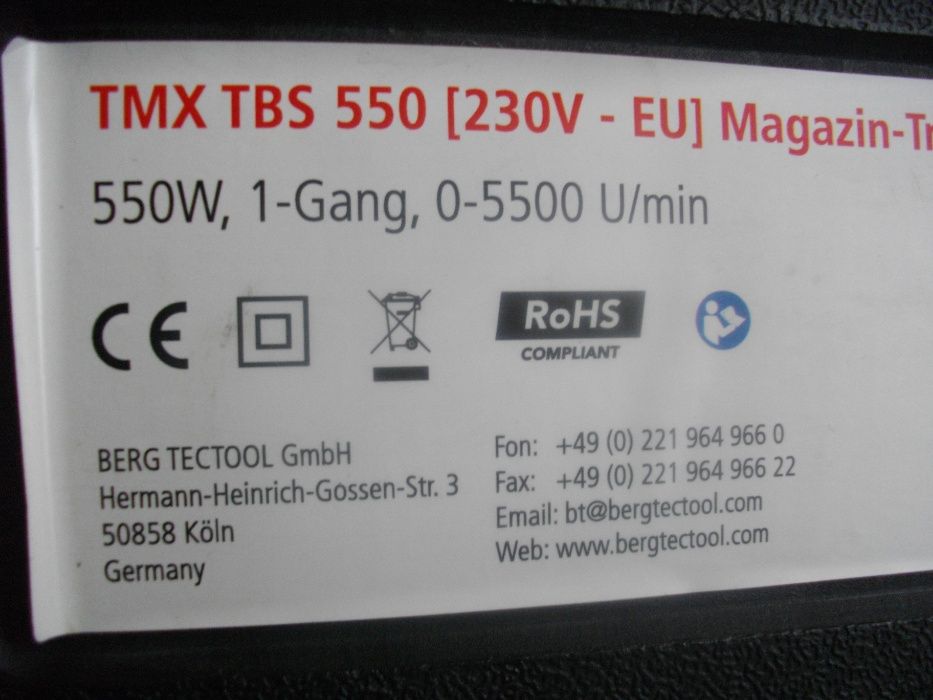 TMX TBS 550 [230V - EU] Magazin-Tr
550W, 1-Gang, 0-5500 U/min
CE
RoHS
COMPLIANT
BERG TECTOOL GmbH
Hermann-Heinrich-Gossen-Str. 3
50858 Köln
Germany
Fon: +49 (0) 221 964 966 0
Fax: +49 (0) 221 964 966 22
Email: bt@bergtectool.com
Web: www.bergtectool.com